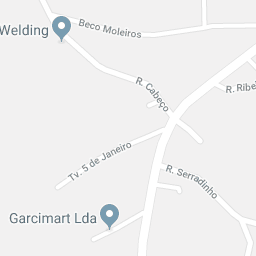 Beco Moleiros
Welding
R. Cabeço
R. Ribe
Tv. 5 de Janeiro
R. Serradinho
Garcimart Lda